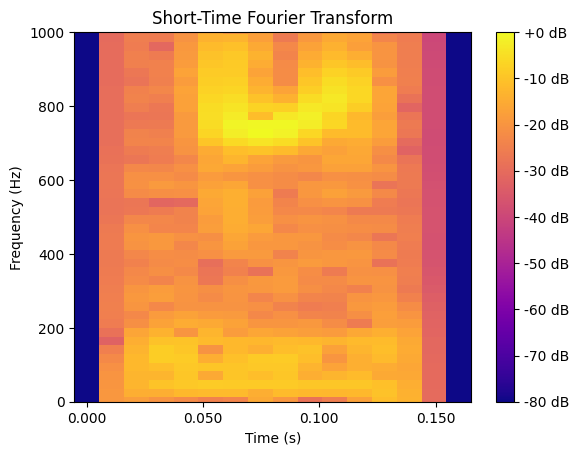 Short-Time Fourier Transform
1000
800
600
400
200
0
Frequency (Hz)
0.000
0.050
0.100
0.150
Time (s)
+0 dB
-10 dB
-20 dB
-30 dB
-40 dB
-50 dB
-60 dB
-70 dB
-80 dB